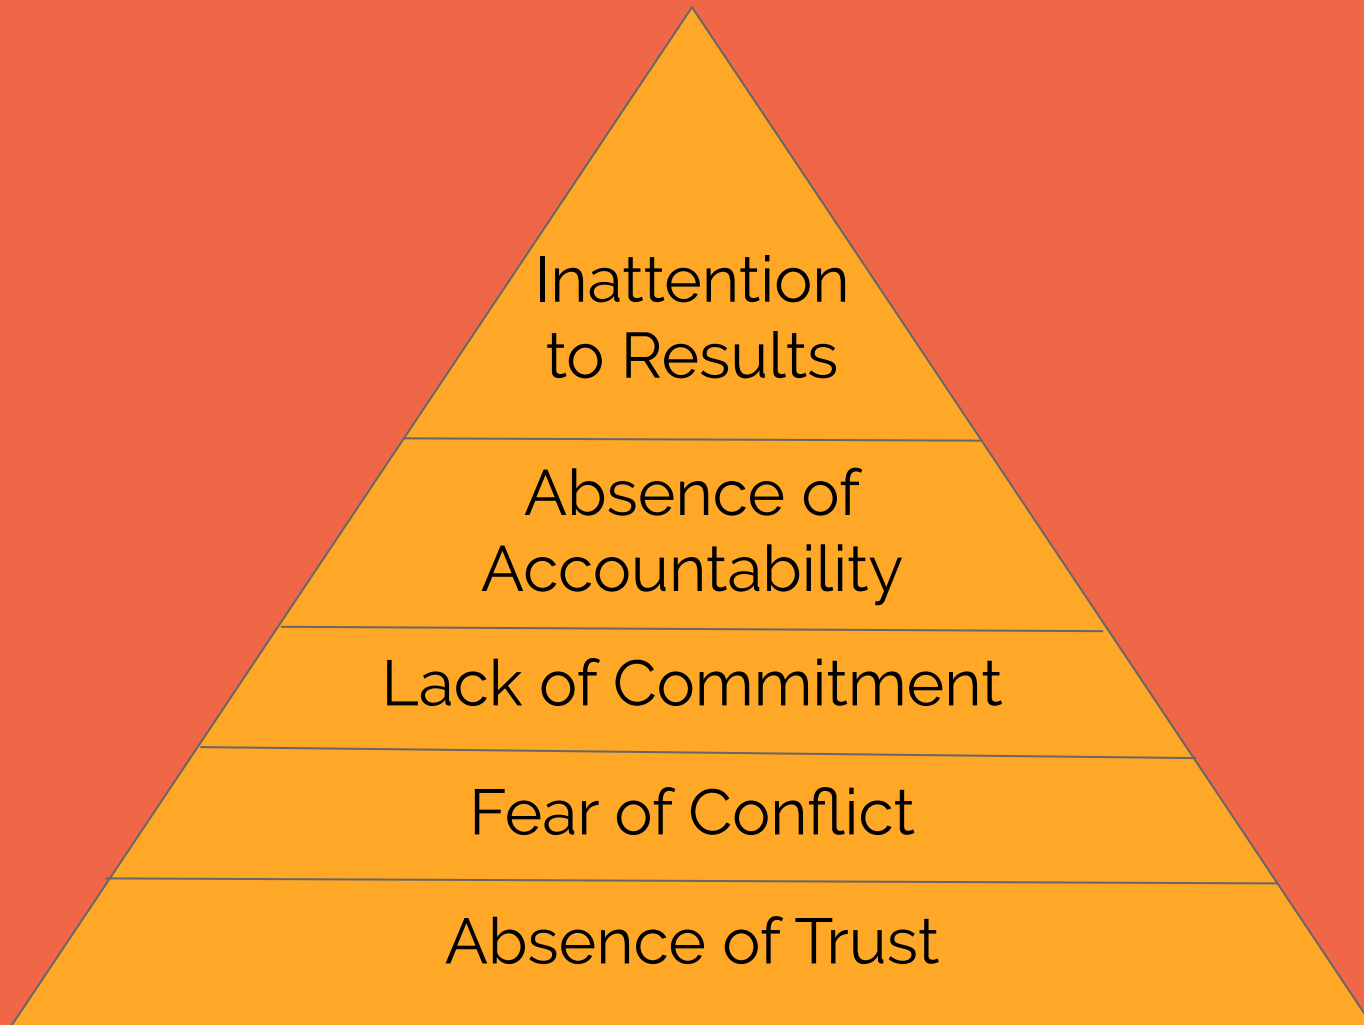 Inattention
to Results
Absence of
Accountability
Lack of Commitment
Fear of Conflict
Absence of Trust